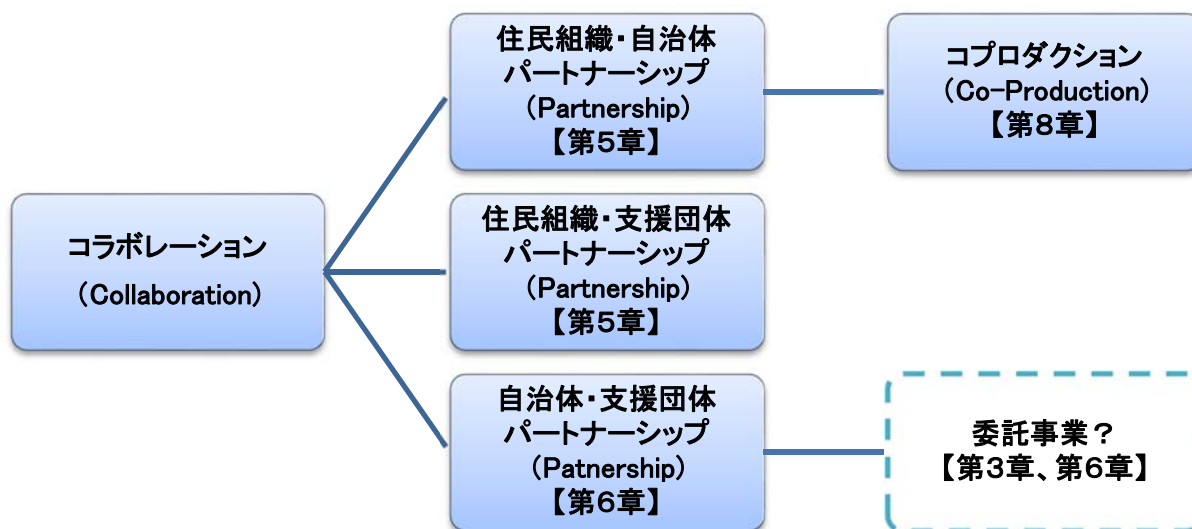 コラボレーション
(Collaboration)
住民組織・自治体
パートナーシップ
(Partnership)
【第5章】
コプロダクション
(Co-Production)
【第8章】
住民組織・支援団体
パートナーシップ
(Partnership)
【第5章】
自治体・支援団体
パートナーシップ
(Patnership)
【第6章】
委託事業？
【第3章、第6章】